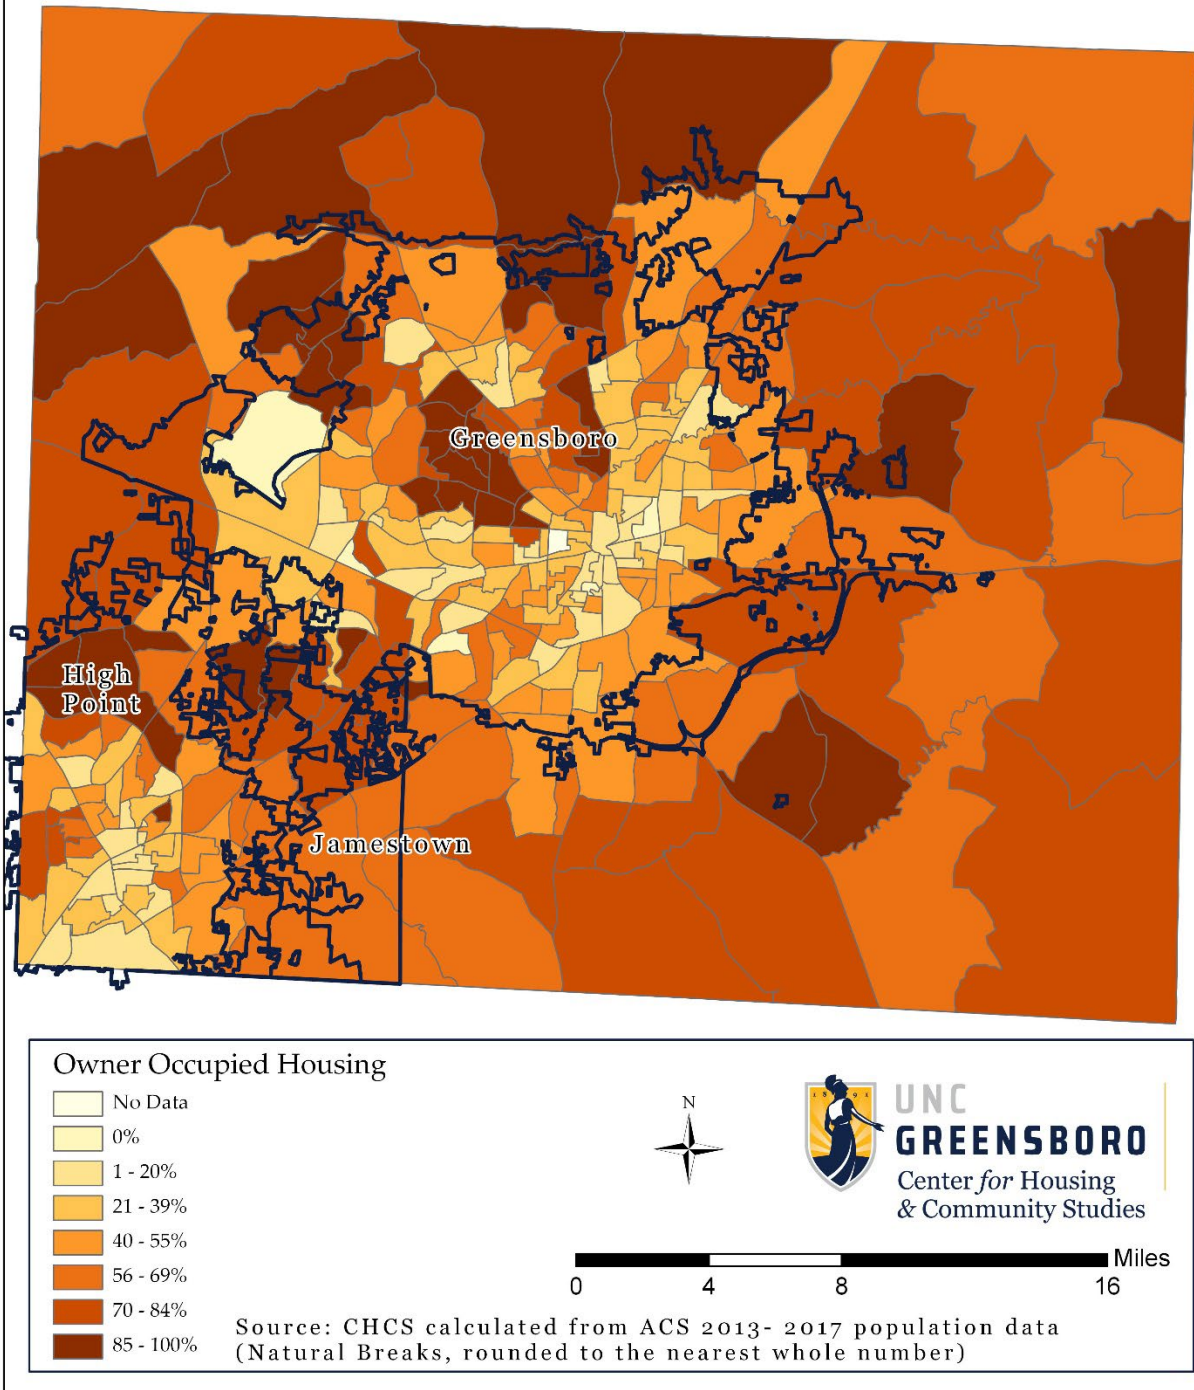 Greensboro
High
Point
Jamestown
Owner Occupied Housing
No Data
0%
1 - 20%
21 - 39%
40 - 55%
56 - 69%
70 - 84%
85 - 100%
N
1891
UNC
GREENSBORO
Center for Housing
& Community Studies
Miles
0 4 8 16
Source: CHCS calculated from ACS 2013- 2017 population data
(Natural Breaks, rounded to the nearest whole number)